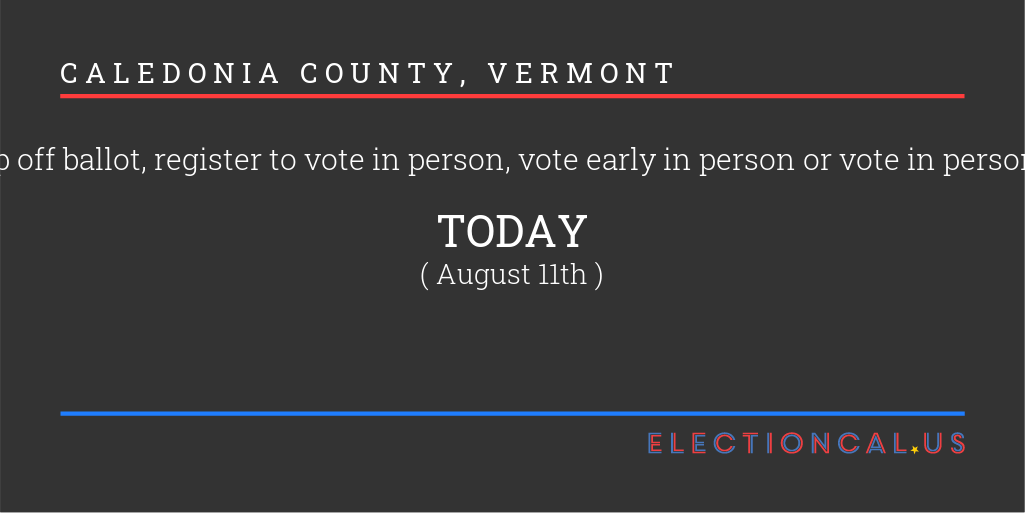 CALEDONIA COUNTY, VERMONT
off ballot, register to vote in person, vote early in person or vote in person
TODAY
( August 11th )
ELECTIONCAL.US